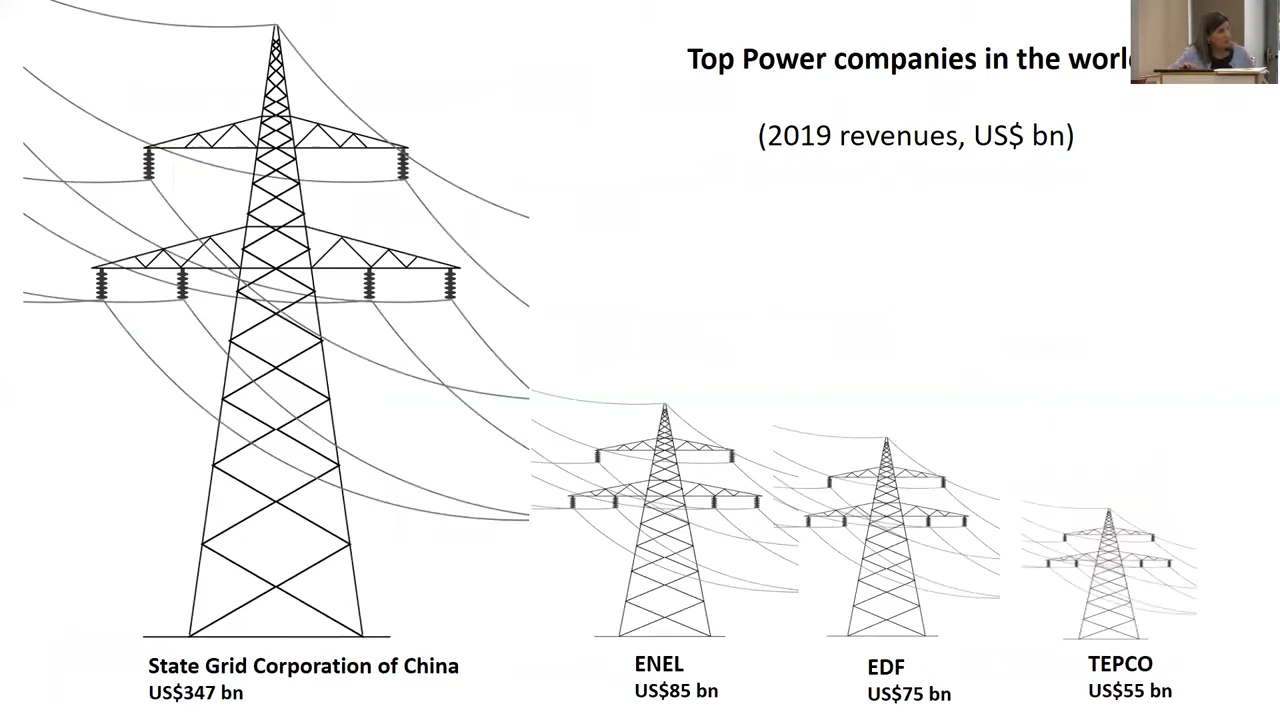 Top Power companies in the
(2019 revenues, US$ bn)
State Grid Corporation of China
US$347 bn
ENEL
US$85 bn
EDF
US$75 bn
TEPCO
US$55 bn